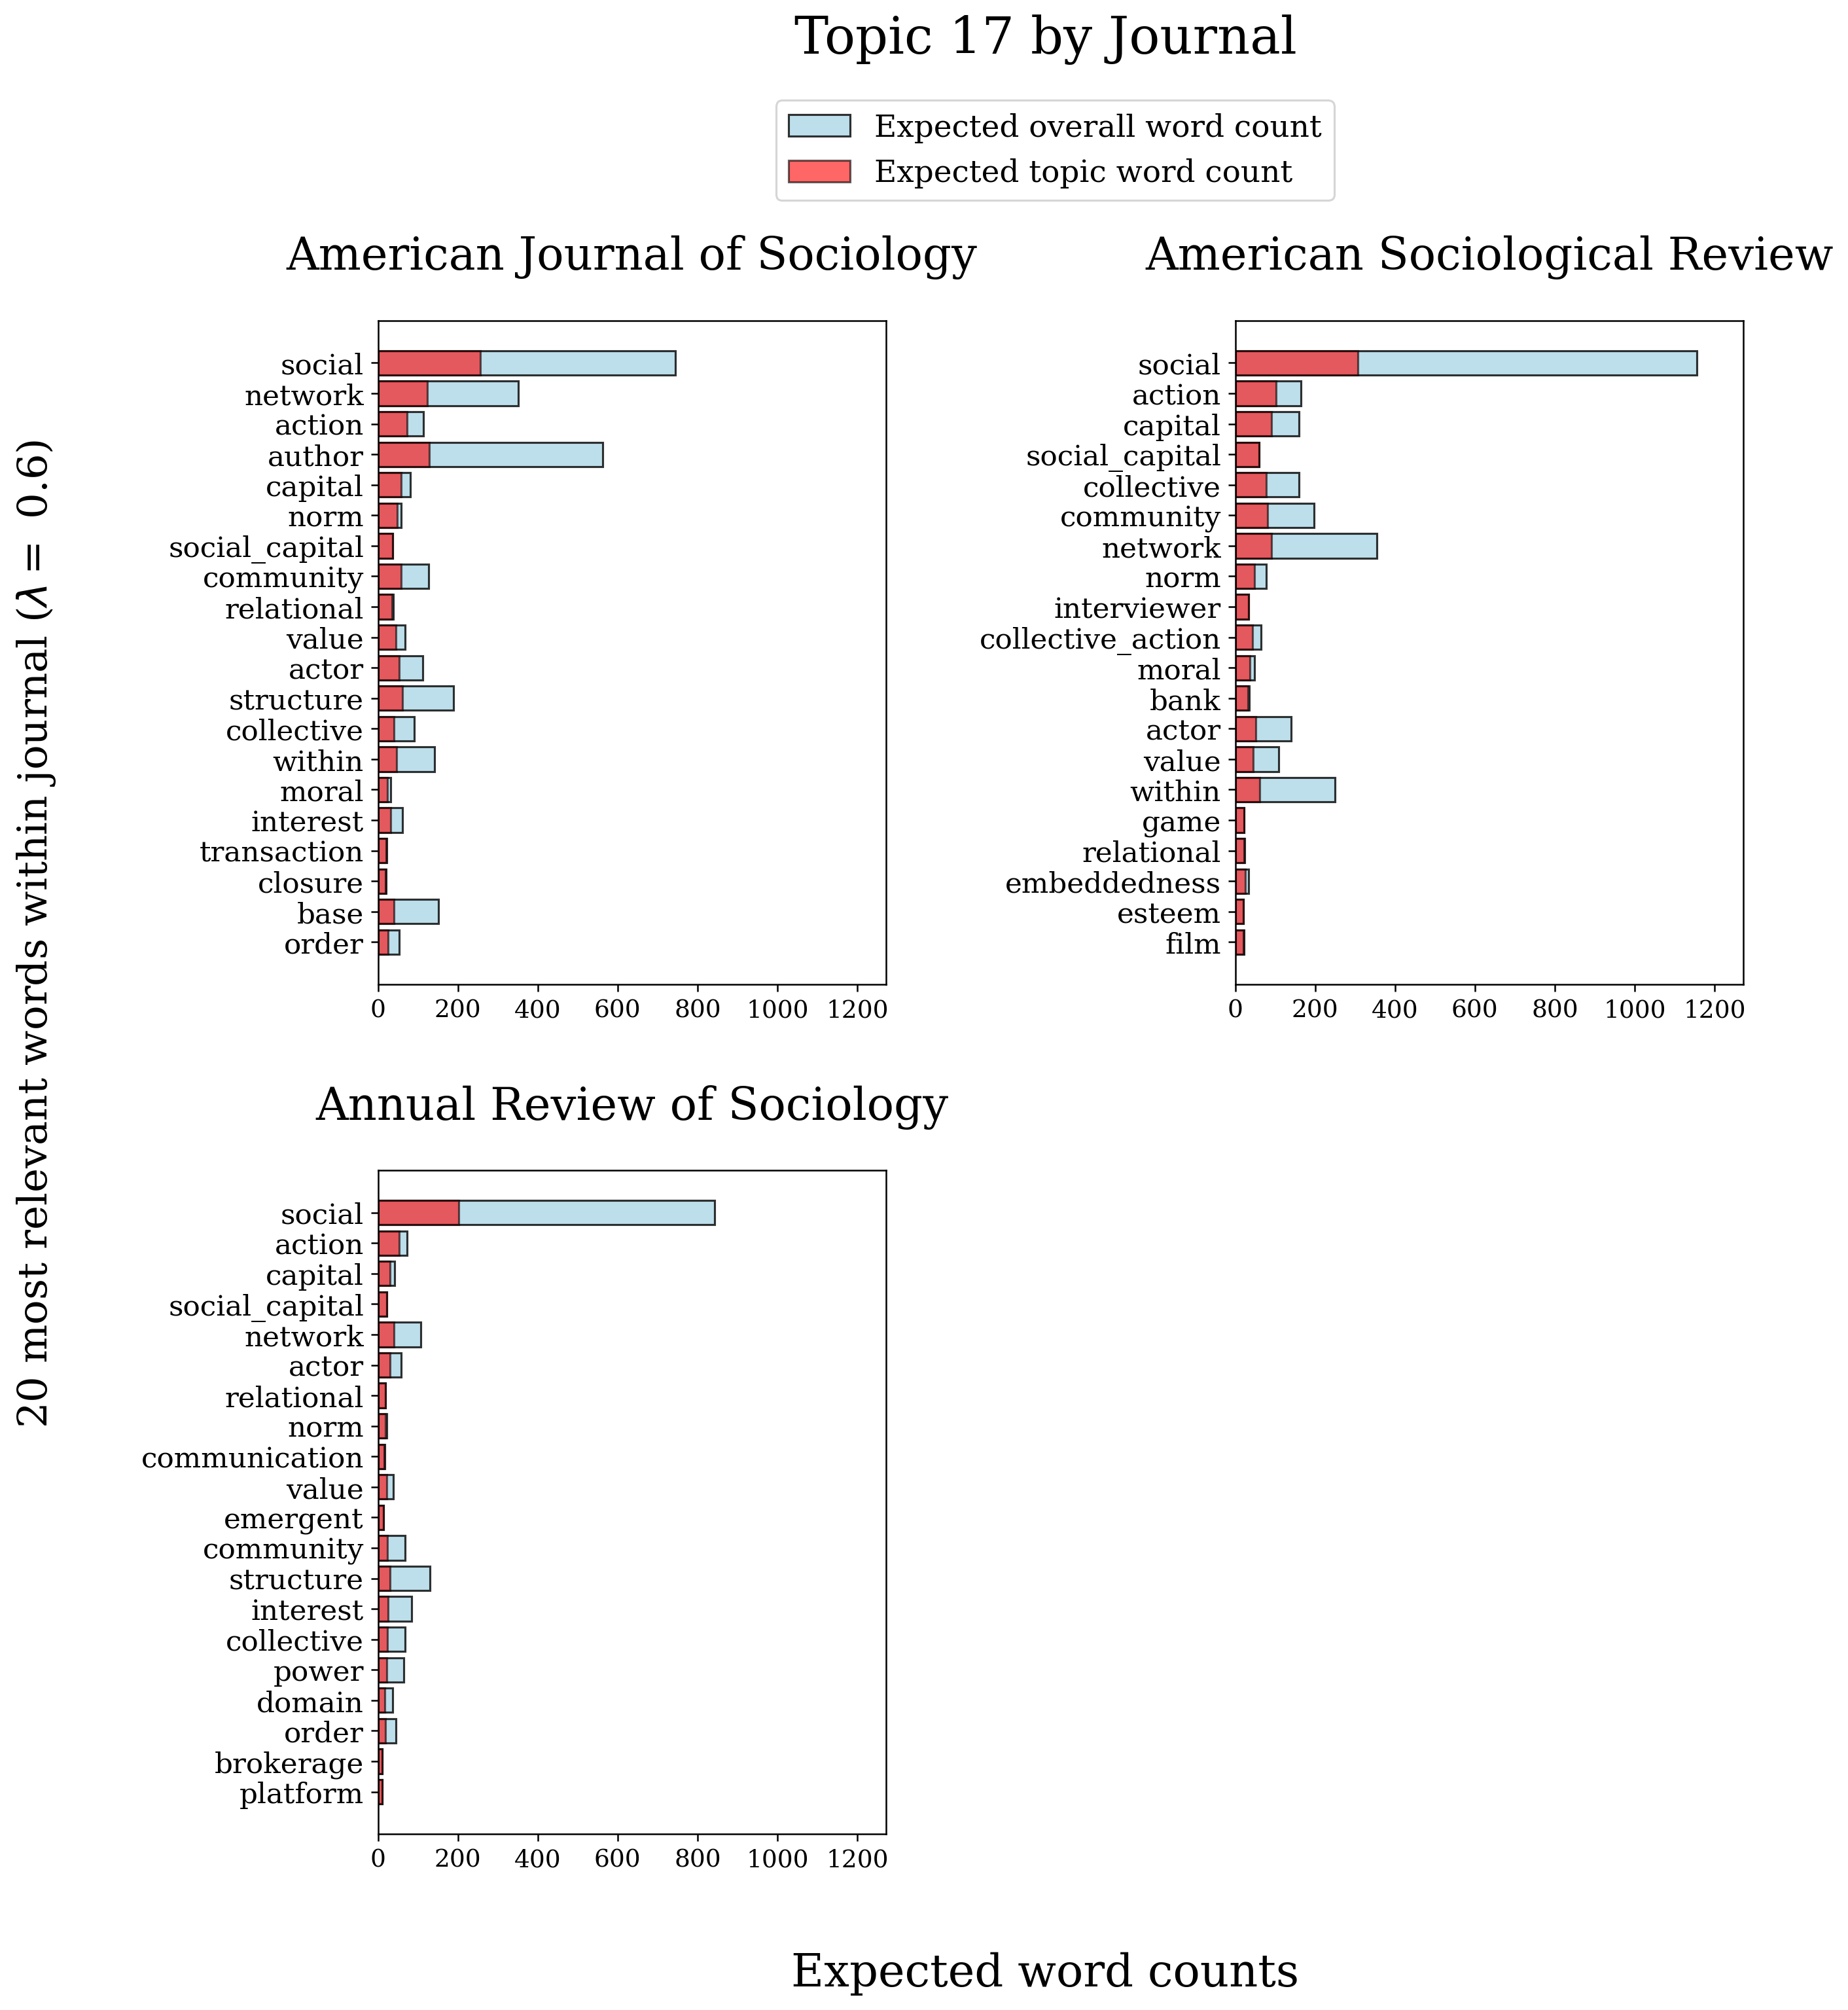 Topic 17 by Journal
Expected overall word count
Expected topic word count
20 most relevant words within journal (λ = 0.6)
American Journal of Sociology
social
network
action
author
capital
norm
social_capital
community
relational
value
actor
structure
collective
within
moral
interest
transaction
closure
base
order
0 200 400 600 800 1000 1200
American Sociological Review
social
action
capital
social_capital
collective
community
network
norm
interviewer
collective_action
moral
bank
actor
value
within
game
relational
embeddedness
esteem
film
0 200 400 600 800 1000 1200
Annual Review of Sociology
social
action
capital
social_capital
network
actor
relational
norm
communication
value
emergent
community
structure
interest
collective
power
domain
order
brokerage
platform
0 200 400 600 800 1000 1200
Expected word counts